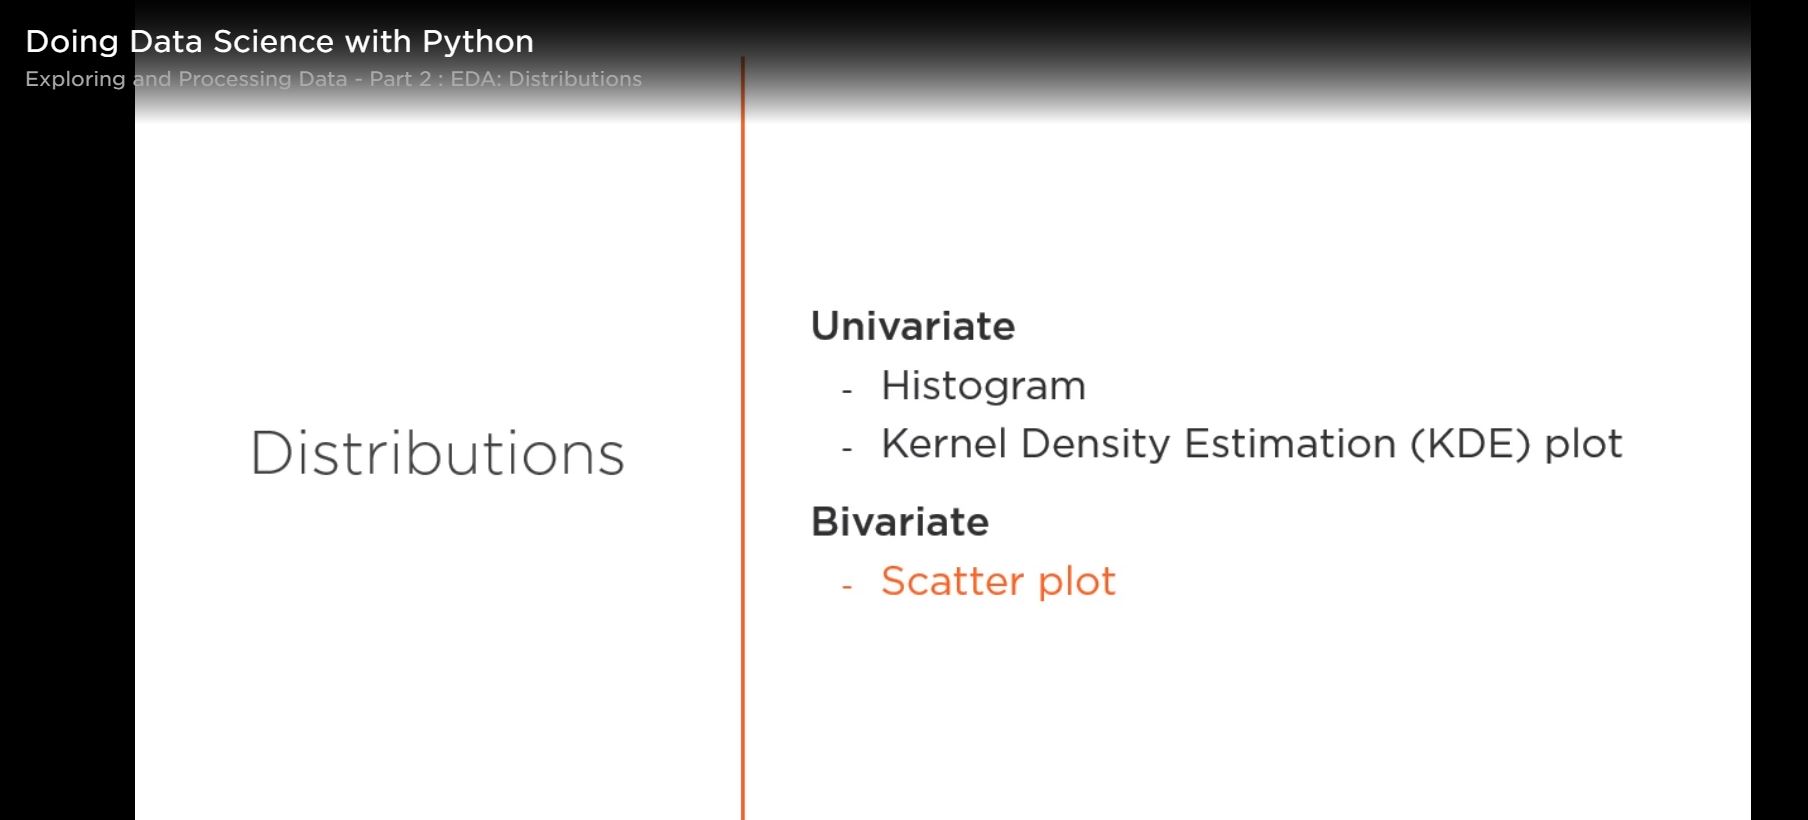 Doing Data Science with Python
Exploring and Processing Data - Part 2 : EDA: Distributions
Distributions
Univariate
- Histogram
- Kernel Density Estimation (KDE) plot
Bivariate
- Scatter plot